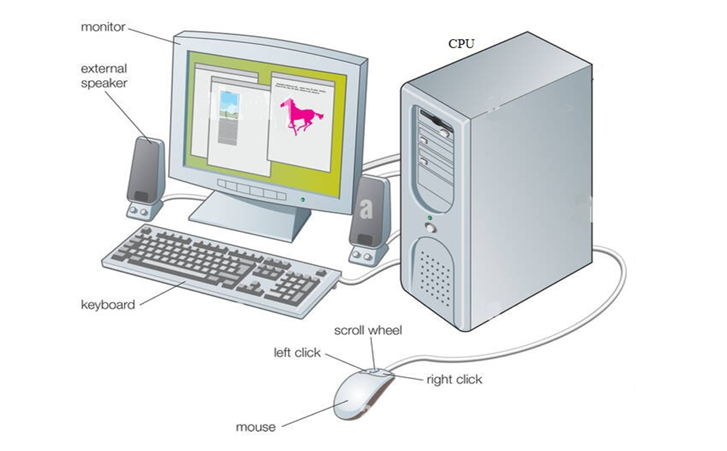 monitor
CPU
external
speaker
a
keyboard
scroll wheel
left click
right click
mouse